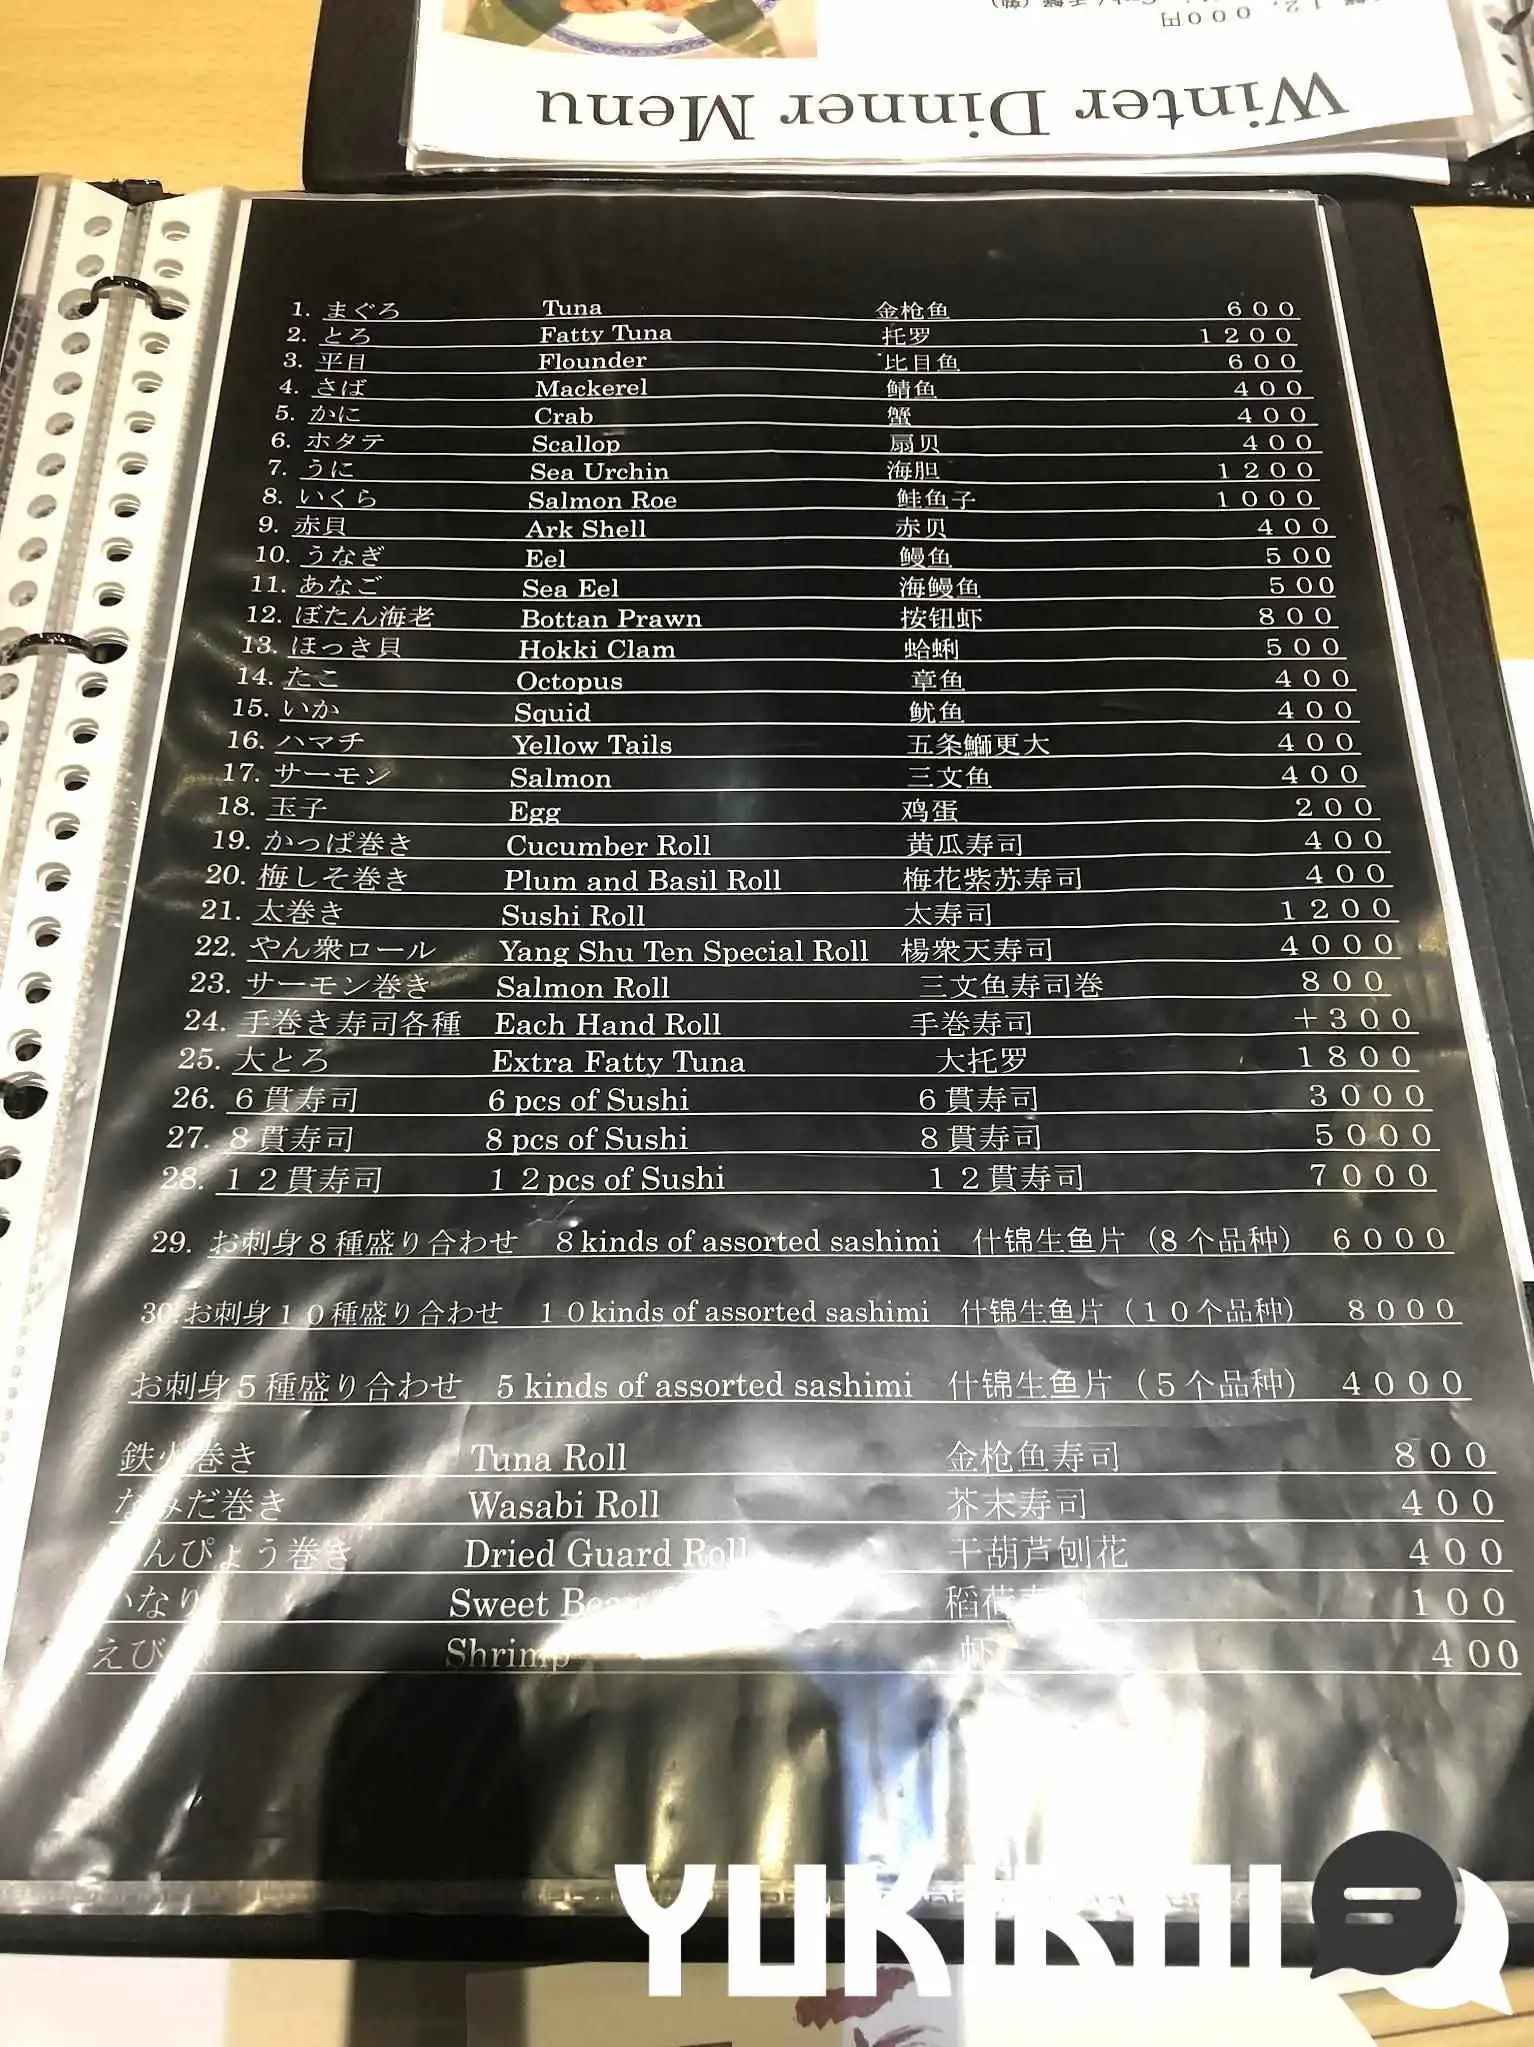 Winter Dinner Menu
1. まぐろ Tuna 金枪鱼 600
2. とろ Fatty Tuna 托罗 1200
3. 平目 Flounder 比目鱼 600
4. さば Mackerel 鲭鱼 400
5. かに Crab 蟹 400
6. ホタテ Scallop 扇贝 400
7. うに Sea Urchin 海胆 1200
8. いくら Salmon Roe 鲑鱼子 1000
9. 赤貝 Ark Shell 赤贝 400
10. うなぎ Eel 鳗鱼 500
11. あなご Sea Eel 海鳗鱼 500
12. ぼたん海老 Bottan Prawn 按钮虾 800
13. ほっき貝 Hokki Clam 蛤蜊 500
14. たこ Octopus 章鱼 400
15. いか Squid 鱿鱼 400
16. ハマチ Yellow Tails 五条鰤更大 400
17. サーモン Salmon 三文鱼 400
18. 玉子 Egg 鸡蛋 200
19. かっぱ巻き Cucumber Roll 黄瓜寿司 400
20. 梅しそ巻き Plum and Basil Roll 梅花紫苏寿司 400
21. 太巻き Sushi Roll 太寿司 1200
22. やん衆ロール Yang Shu Ten Special Roll 楊衆天寿司 4000
23. サーモン巻き Salmon Roll 三文鱼寿司巻 800
24. 手巻き寿司各種 Each Hand Roll 手巻寿司 +300
25. 大とろ Extra Fatty Tuna 大托罗 1800
26. 6貫寿司 6 pcs of Sushi 6貫寿司 3000
27. 8貫寿司 8 pcs of Sushi 8貫寿司 5000
28. 12貫寿司 12pcs of Sushi 12貫寿司 7000
29. お刺身8種盛り合わせ 8kinds of assorted sashimi 什锦生鱼片（8个品种） 6000
30.お刺身10種盛り合わせ 10kinds of assorted sashimi 什锦生鱼片（10个品种） 8000
お刺身5種盛り合わせ 5 kinds of assorted sashimi 什锦生鱼片（5个品种） 4000
鉄火巻き Tuna Roll 金枪鱼寿司 800
なみだ巻き Wasabi Roll 芥末寿司 400
んぴょう巻き Dried Guard Roll 干葫芦刨花 400
いなり Sweet 稻荷 100
えび Shrimp 虾 400
YUKIKOI